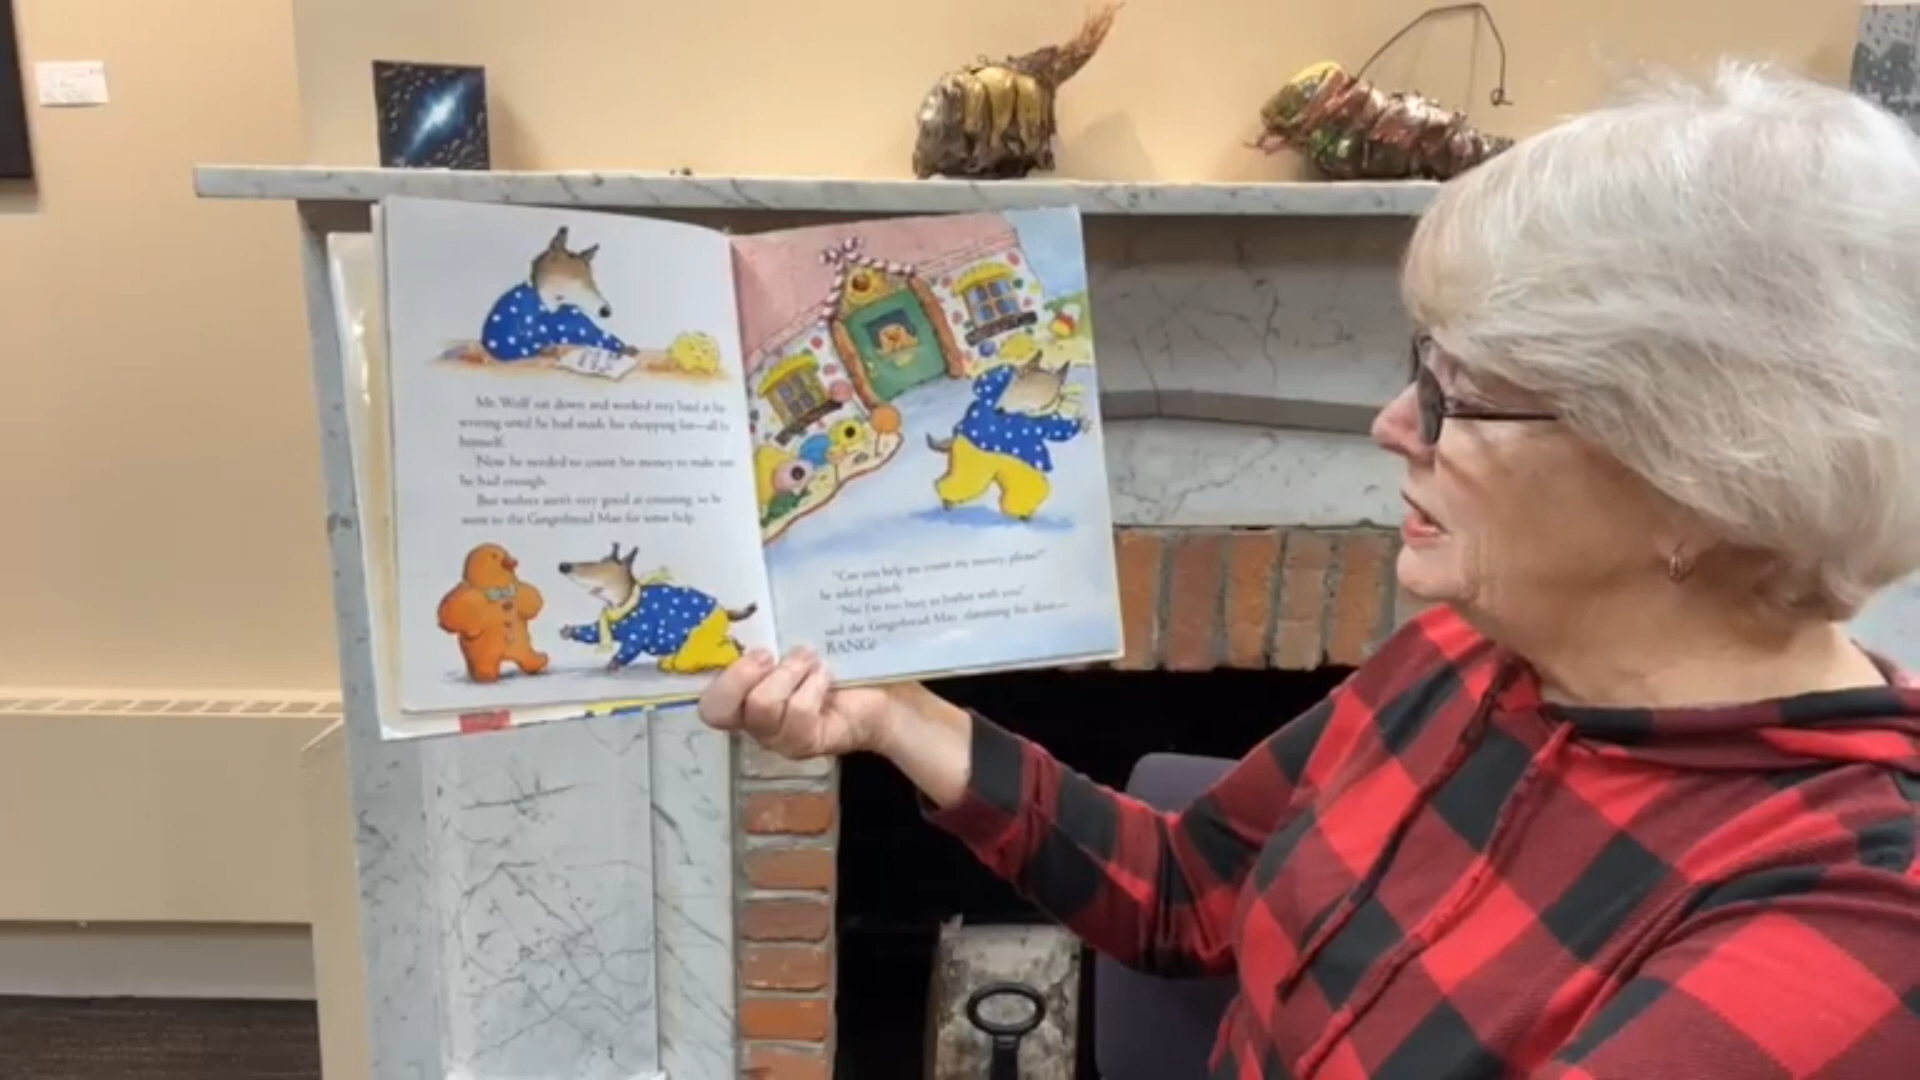 Mr. Wolf sat down and worked very hard at his
writing until he had made his shopping list—all by
himself.
Now he needed to count his money to make sure
he had enough.
But wolves aren't very good at counting, so he
went to the Gingerbread Man for some help.
"Can you help me count my money, please?"
he asked politely.
"No! I'm too busy to bother with you!"
said the Gingerbread Man, slamming his door—
BANG!